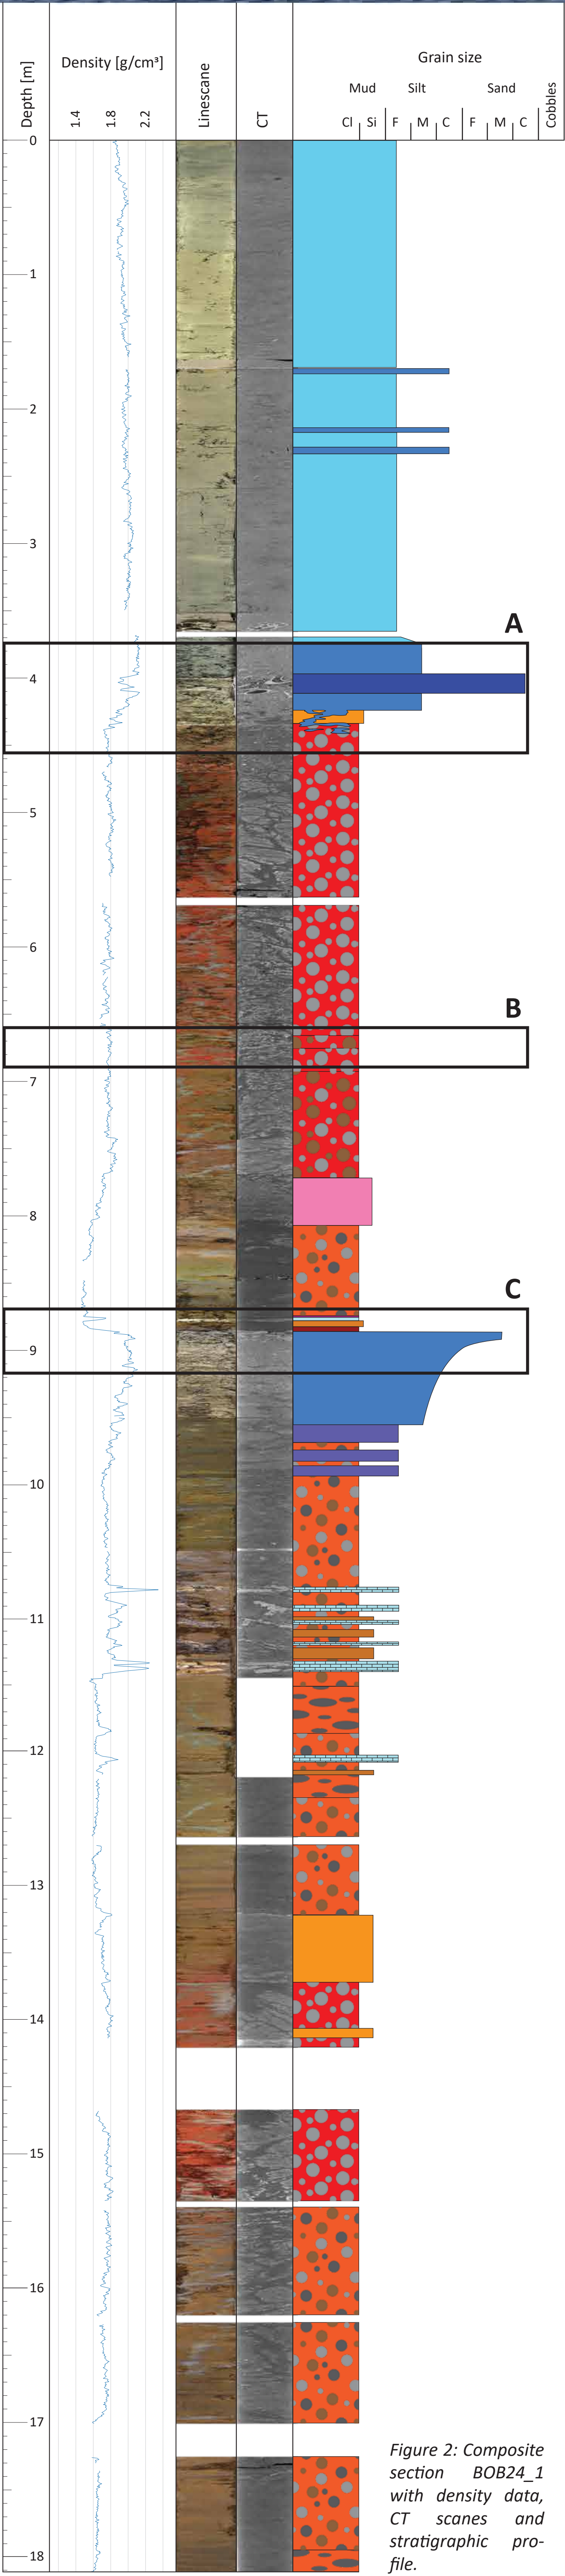 Grain size
Density [g/cm³]
Depth [m]
Linescane
CT
Mud
Silt
Sand
Cobbles
1.4
1.8
2.2
Cl
Si
F
M
C
F
M
C
0
1
2
3
A
4
5
6
B
7
8
C
9
10
11
12
13
14
15
16
17
18
Figure 2: Composite
section BOB24_1
with density data,
CT scanes and
stratigraphic pro-
file.